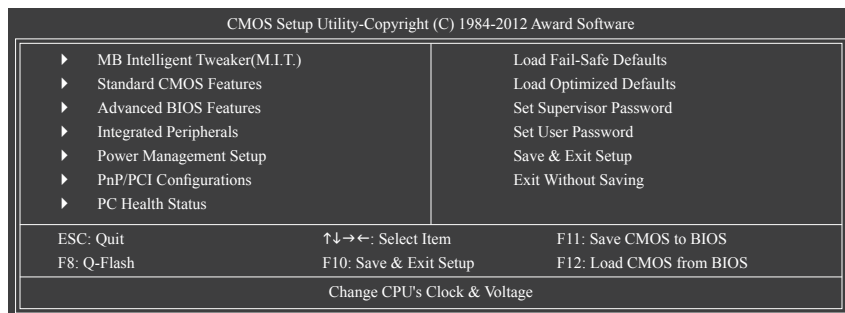 CMOS Setup Utility-Copyright (C) 1984-2012 Award Software
MB Intelligent Tweaker(M.I.T.)
Standard CMOS Features
Advanced BIOS Features
Integrated Peripherals
Power Management Setup
PnP/PCI Configurations
PC Health Status
Load Fail-Safe Defaults
Load Optimized Defaults
Set Supervisor Password
Set User Password
Save & Exit Setup
Exit Without Saving
ESC: Quit ↑↓→←: Select Item F11: Save CMOS to BIOS
F8: Q-Flash F10: Save & Exit Setup F12: Load CMOS from BIOS
Change CPU's Clock & Voltage